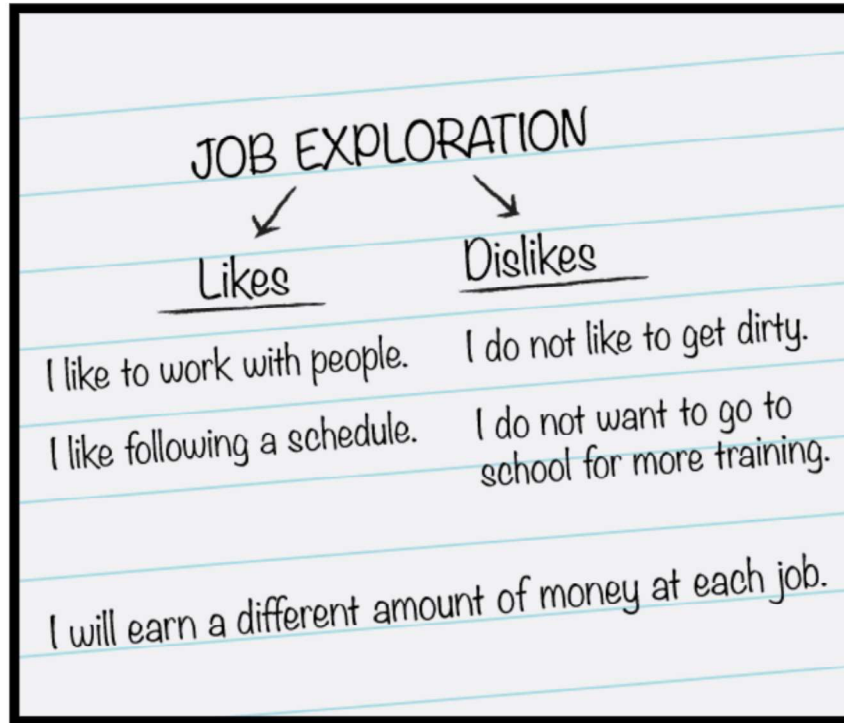 JOB EXPLORATION
Likes
I like to work with people.
I like following a schedule.
Dislikes
I do not like to get dirty.
I do not want to go to
school for more training.
I will earn a different amount of money at each job.